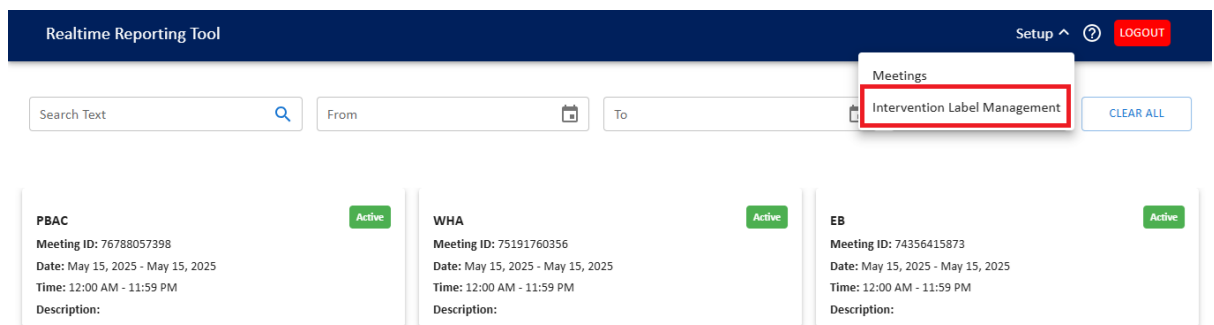 Realtime Reporting Tool
Setup
LOGOUT
Meetings
Intervention Label Management
Search Text
From
To
CLEAR ALL
PBAC
Active
Meeting ID: 76788057398
Date: May 15, 2025 - May 15, 2025
Time: 12:00 AM - 11:59 PM
Description:
WHA
Active
Meeting ID: 75191760356
Date: May 15, 2025 - May 15, 2025
Time: 12:00 AM - 11:59 PM
Description:
EB
Active
Meeting ID: 74356415873
Date: May 15, 2025 - May 15, 2025
Time: 12:00 AM - 11:59 PM
Description: